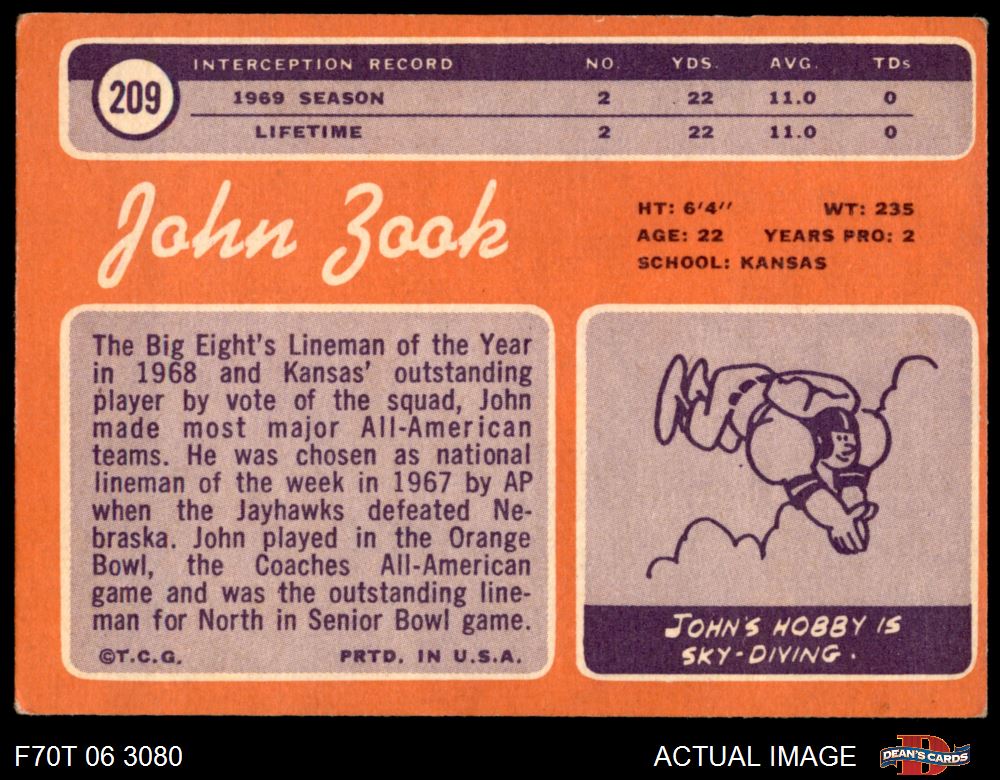 209
INTERCEPTION RECORD NO. YDS. AVG. TDs
1969 SEASON 2 22 11.0 0
LIFETIME 2 22 11.0 0
John Zook
HT: 6'4'' WT: 235
AGE: 22 YEARS PRO: 2
SCHOOL: KANSAS
The Big Eight's Lineman of the Year
in 1968 and Kansas' outstanding
player by vote of the squad, John
made most major All-American
teams. He was chosen as national
lineman of the week in 1967 by AP
when the Jayhawks defeated Ne-
braska. John played in the Orange
Bowl, the Coaches All-American
game and was the outstanding line-
man for North in Senior Bowl game.
©T.C.G. PRTD. IN U.S.A.
JOHN'S HOBBY IS
SKY-DIVING.
F70T 06 3080 ACTUAL IMAGE DEAN'S CARDS